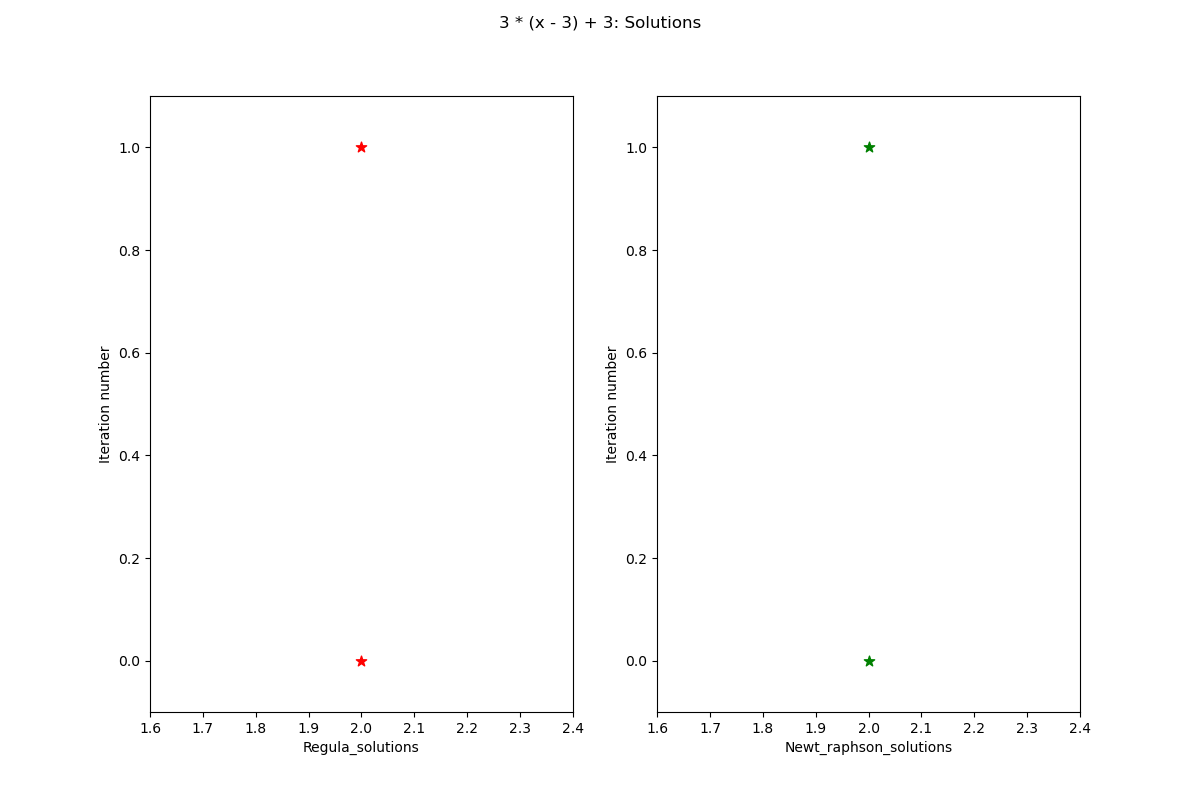 3 * (x - 3) + 3: Solutions
1.0
0.8
0.6
0.4
0.2
0.0
Iteration number
1.6 1.7 1.8 1.9 2.0 2.1 2.2 2.3 2.4
Regula_solutions
1.0
0.8
0.6
0.4
0.2
0.0
Iteration number
1.6 1.7 1.8 1.9 2.0 2.1 2.2 2.3 2.4
Newt_raphson_solutions